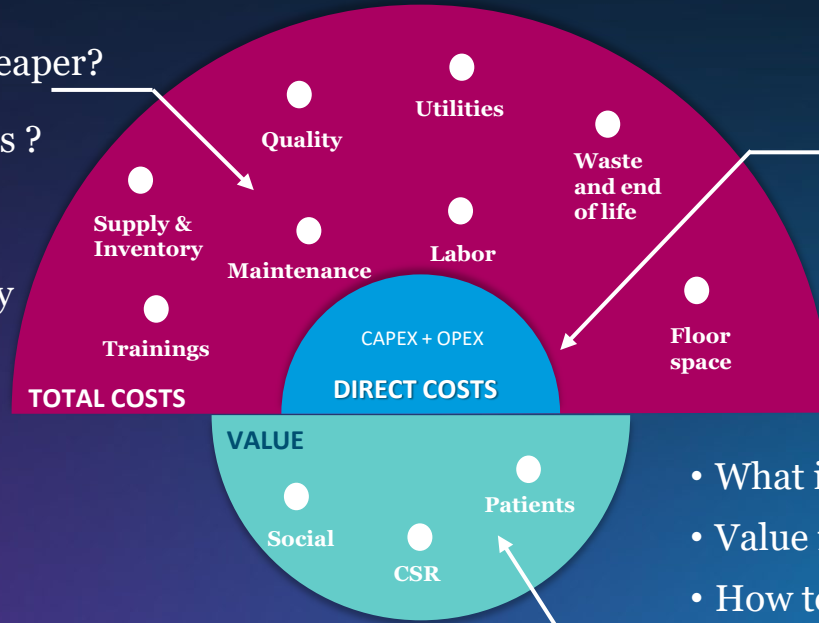 eaper?
s ?
y
Quality
Utilities
Waste
and end
of life
Supply &
Inventory
Maintenance
Labor
Trainings
Floor
space
CAPEX + OPEX
DIRECT COSTS
TOTAL COSTS
VALUE
Social
CSR
Patients
• What i
• Value
• How to